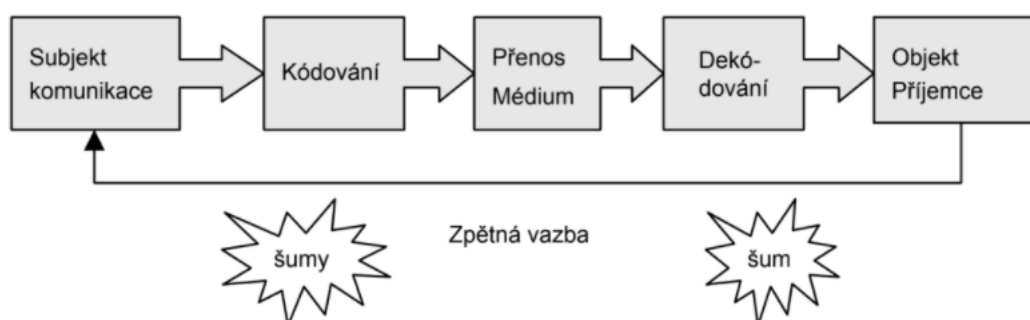 Subjekt
komunikace
Kódování
Přenos
Médium
Dekó-
dování
Objekt
Příjemce
Zpětná vazba
šumy
šum